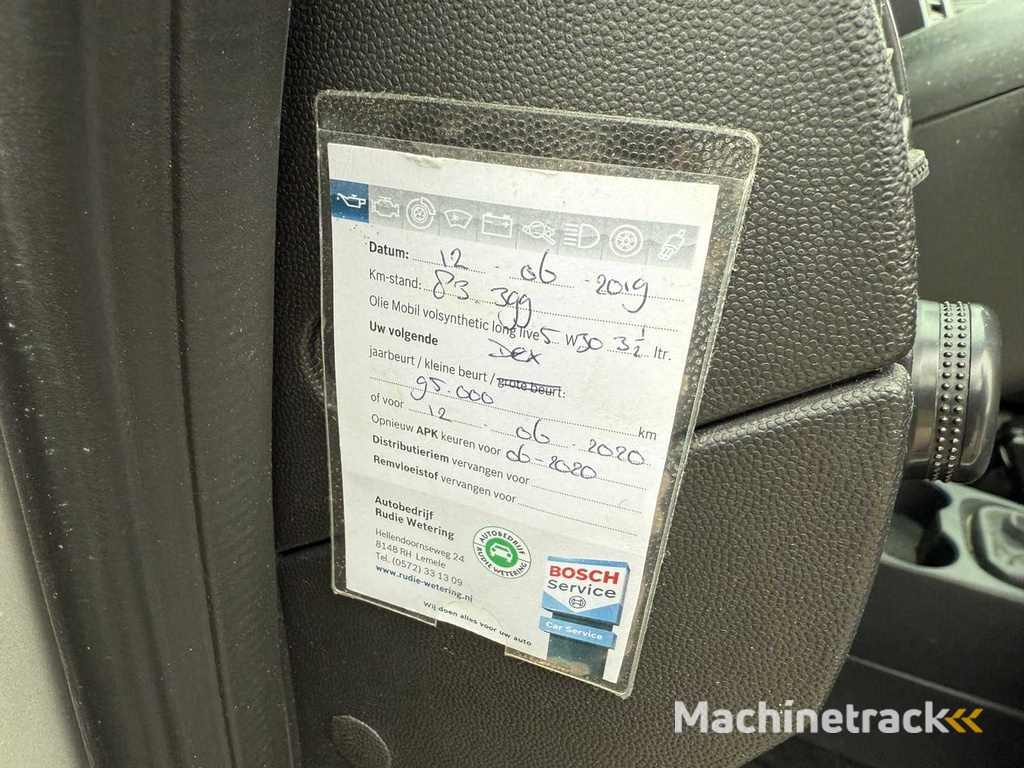 Datum: 12 - 06 - 2019
Km-stand: 83.399
Olie Mobil volsynthetic long live 5 W30 3½ ltr.
Dex
Uw volgende
jaarbeurt / kleine beurt / grote beurt:
95.000 km
of voor 12 - 06 - 2020
Opnieuw APK keuren voor 06-2020
Distributieriem vervangen voor
Remvloeistof vervangen voor
Autobedrijf
Rudie Wetering
Hellendoornseweg 24
8148 RH Lemele
Tel. (0572) 33 13 09
www.rudie-wetering.nl
AUTOBEDRIJF
RUDIE WETERING
BOSCH
Service
Car Service
Wij doen alles voor uw auto
Machinetrack